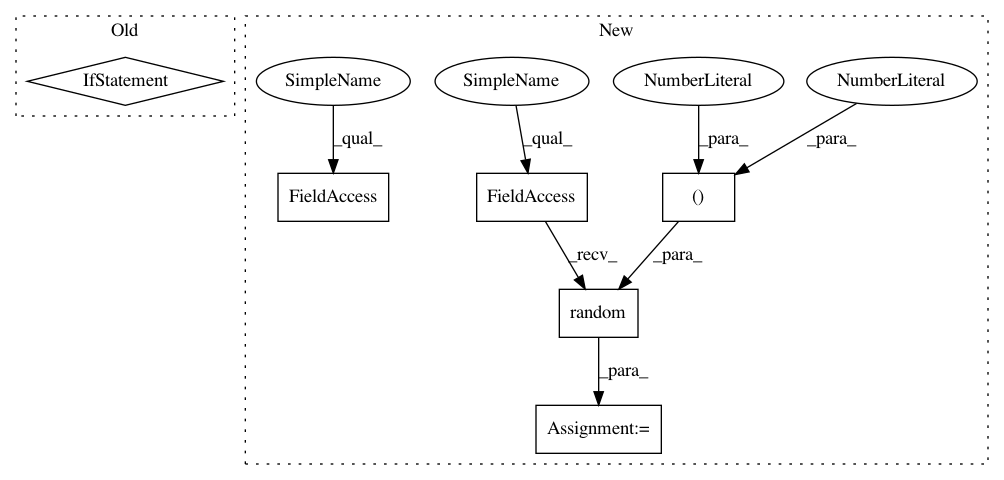 Old
New
IfStatement
SimpleName
SimpleName
NumberLiteral
NumberLiteral
_qual_
_qual_
_para_
_para_
FieldAccess
FieldAccess
()
_recv_
_para_
random
_para_
Assignment:=